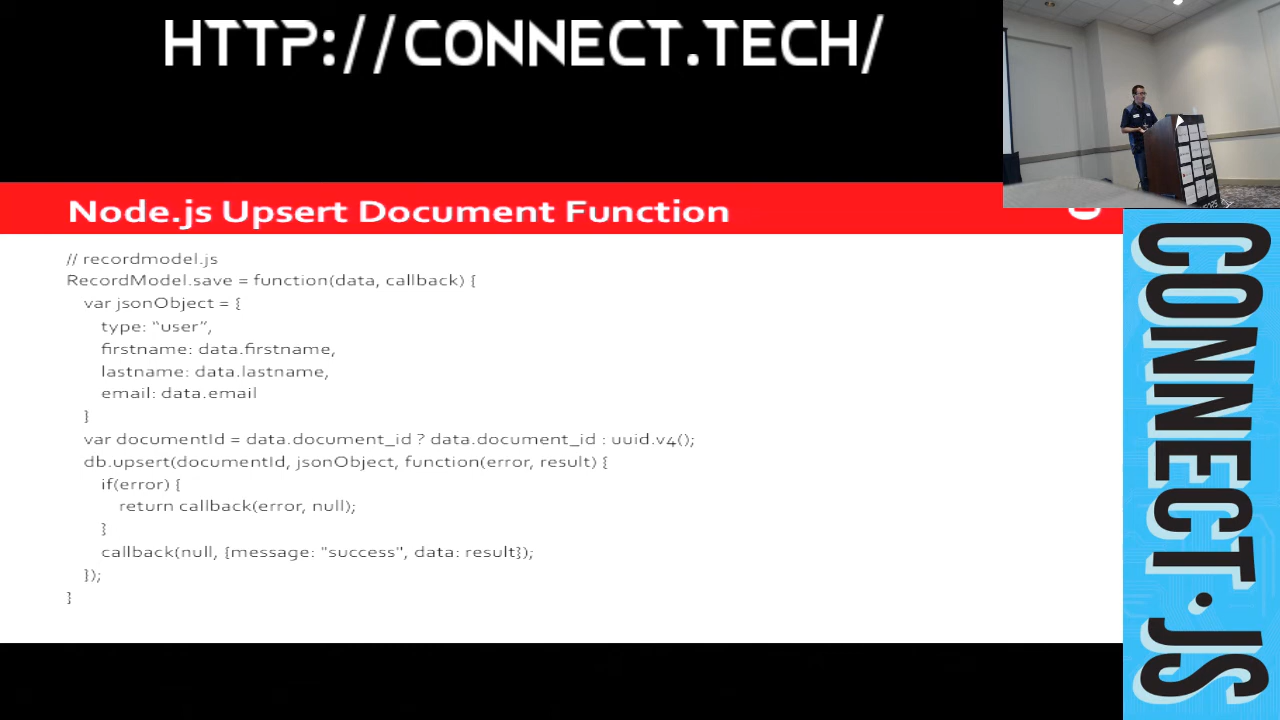 HTTP://CONNECT.TECH/
Node.js Upsert Document Function
// recordmodel.js
RecordModel.save = function(data, callback) {
var jsonObject = {
type: “user”,
firstname: data.firstname,
lastname: data.lastname,
email: data.email
}
var documentId = data.document_id ? data.document_id : uuid.v4();
db.upsert(documentId, jsonObject, function(error, result) {
if(error) {
return callback(error, null);
}
callback(null, {message: "success", data: result});
});
}
CONNECT.JS